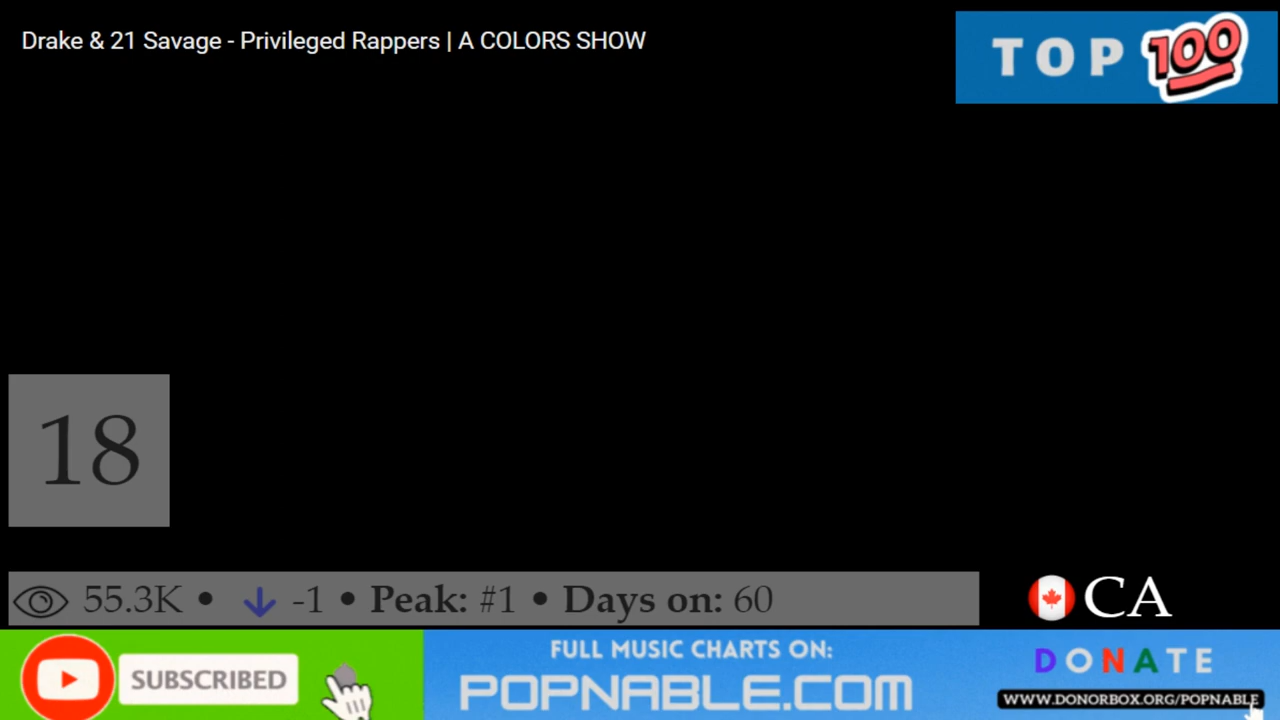 Drake & 21 Savage - Privileged Rappers | A COLORS SHOW
TOP 100
18
55.3K • -1 • Peak: #1 • Days on: 60
CA
SUBSCRIBED
FULL MUSIC CHARTS ON:
POPNABLE.COM
DONATE
WWW.DONORBOX.ORG/POPNABLE